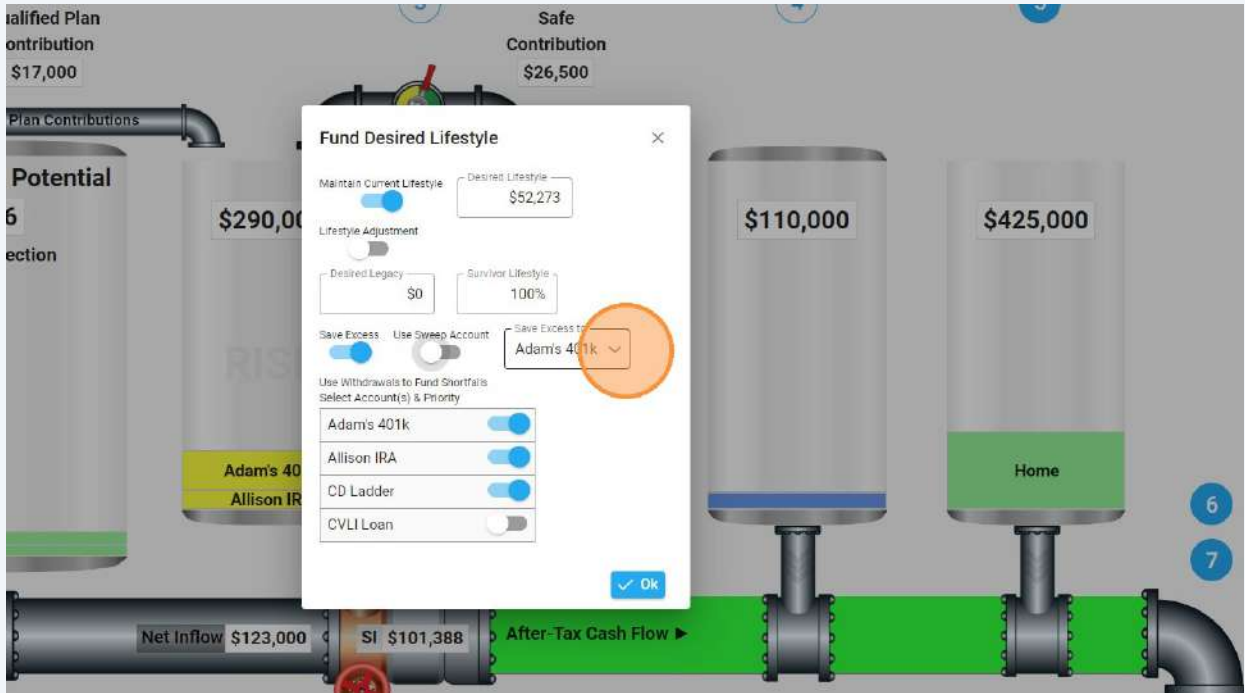 ualified Plan
ontribution
$17,000
Safe
Contribution
$26,500
Plan Contributions
Potential
6
ection
$290,00
RIS
Adam's 40
Allison IR
Fund Desired Lifestyle
Maintain Current Lifestyle
Desired Lifestyle
$52,273
Lifestyle Adjustment
Desired Legacy
$0
Survivor Lifestyle
100%
Save Excess
Use Sweep Account
Save Excess to
Adam's 401k
Use Withdrawals to Fund Shortfalls
Select Account(s) & Priority
Adam's 401k
Allison IRA
CD Ladder
CVLI Loan
Ok
$110,000
$425,000
Home
6
7
Net Inflow $123,000
SI $101,388
After-Tax Cash Flow ►